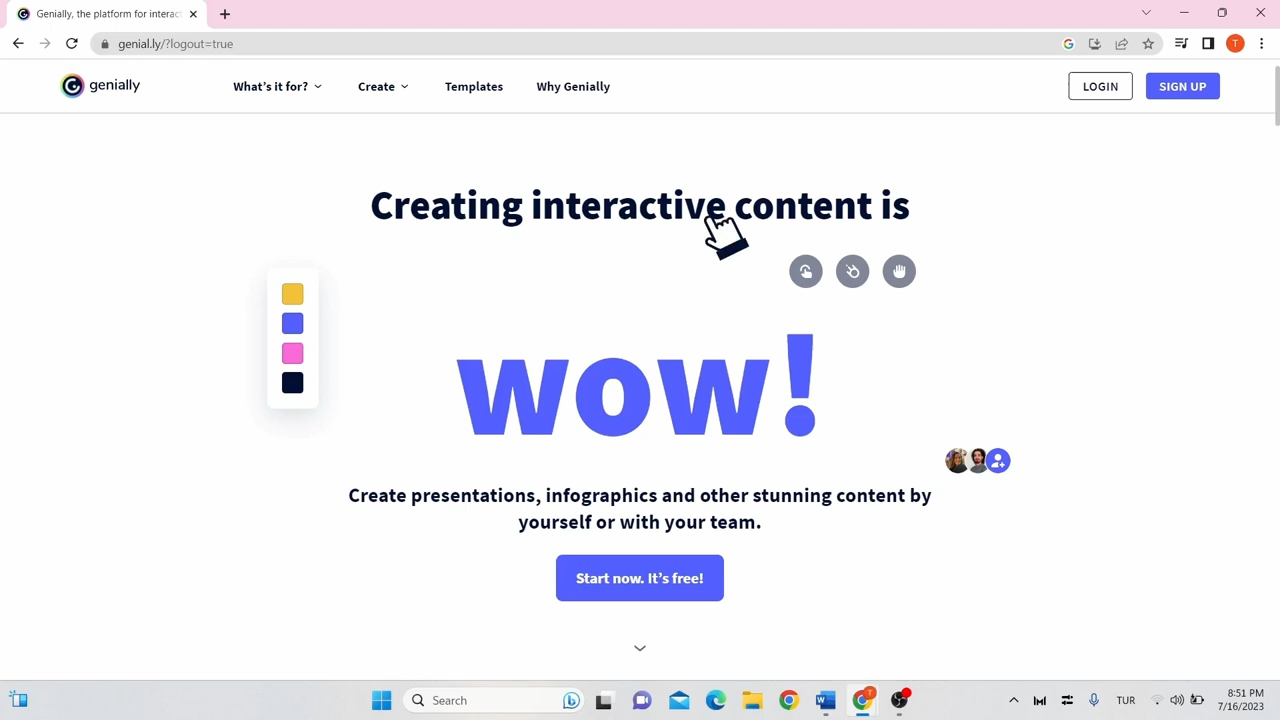 Genially, the platform for interac
genial.ly/?logout=true
T
genially
What's it for?
Create
Templates
Why Genially
LOGIN
SIGN UP
Creating interactive content is
wow!
Create presentations, infographics and other stunning content by
yourself or with your team.
Start now. It's free!
Search
TUR
8:51 PM
7/16/2023